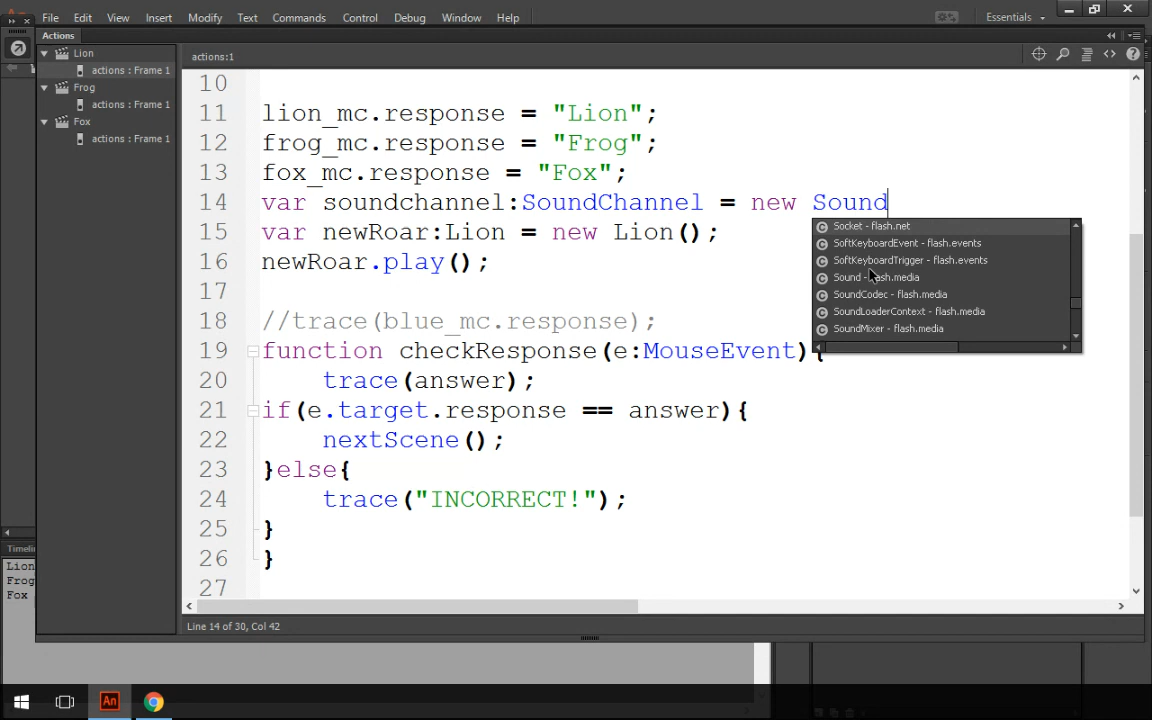 An File Edit View Insert Modify Text Commands Control Debug Window Help Essentials
Actions
Lion
actions : Frame 1
Frog
actions : Frame 1
Fox
actions : Frame 1
actions:1
10
11 lion_mc.response = "Lion";
12 frog_mc.response = "Frog";
13 fox_mc.response = "Fox";
14 var soundchannel:SoundChannel = new Sound
15 var newRoar:Lion = new Lion();
16 newRoar.play();
17
18 //trace(blue_mc.response);
19 function checkResponse(e:MouseEvent){
20 trace(answer);
21 if(e.target.response == answer){
22 nextScene();
23 }else{
24 trace("INCORRECT!");
25 }
26 }
27
Socket - flash.net
SoftKeyboardEvent - flash.events
SoftKeyboardTrigger - flash.events
Sound - flash.media
SoundCodec - flash.media
SoundLoaderContext - flash.media
SoundMixer - flash.media
Line 14 of 30, Col 42
Lion
Frog
Fox
An